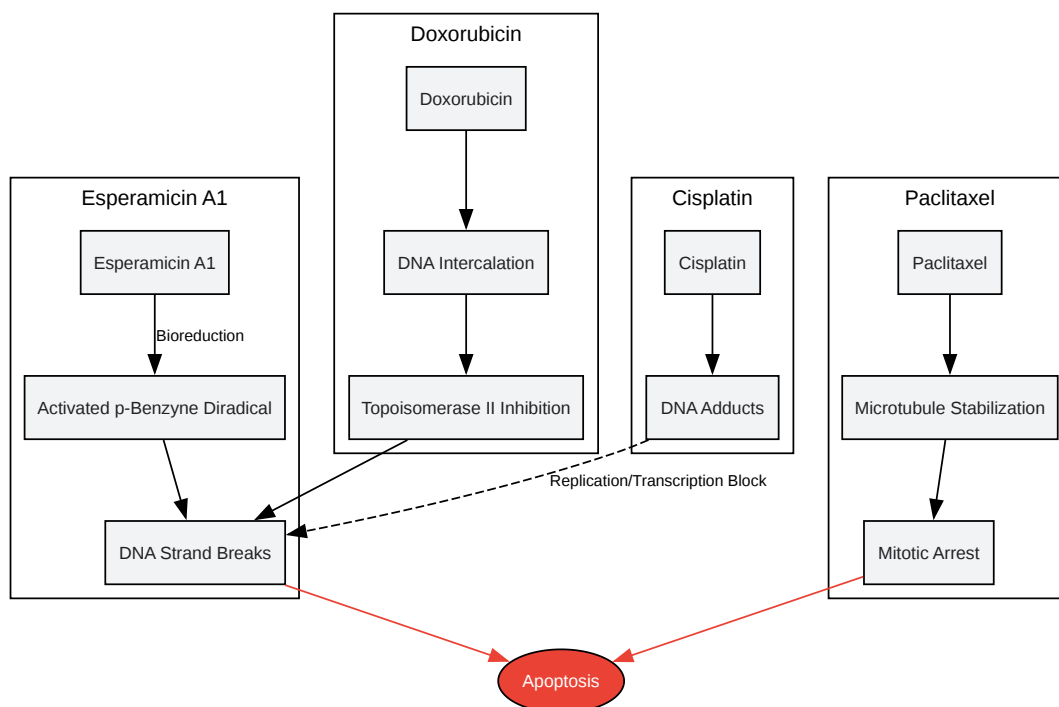 Doxorubicin
Doxorubicin
Esperamicin A1
Cisplatin
Paclitaxel
Esperamicin A1
DNA Intercalation
Cisplatin
Paclitaxel
Bioreduction
Activated p-Benzyne Diradical
Topoisomerase II Inhibition
DNA Adducts
Microtubule Stabilization
Replication/Transcription Block
DNA Strand Breaks
Mitotic Arrest
Apoptosis